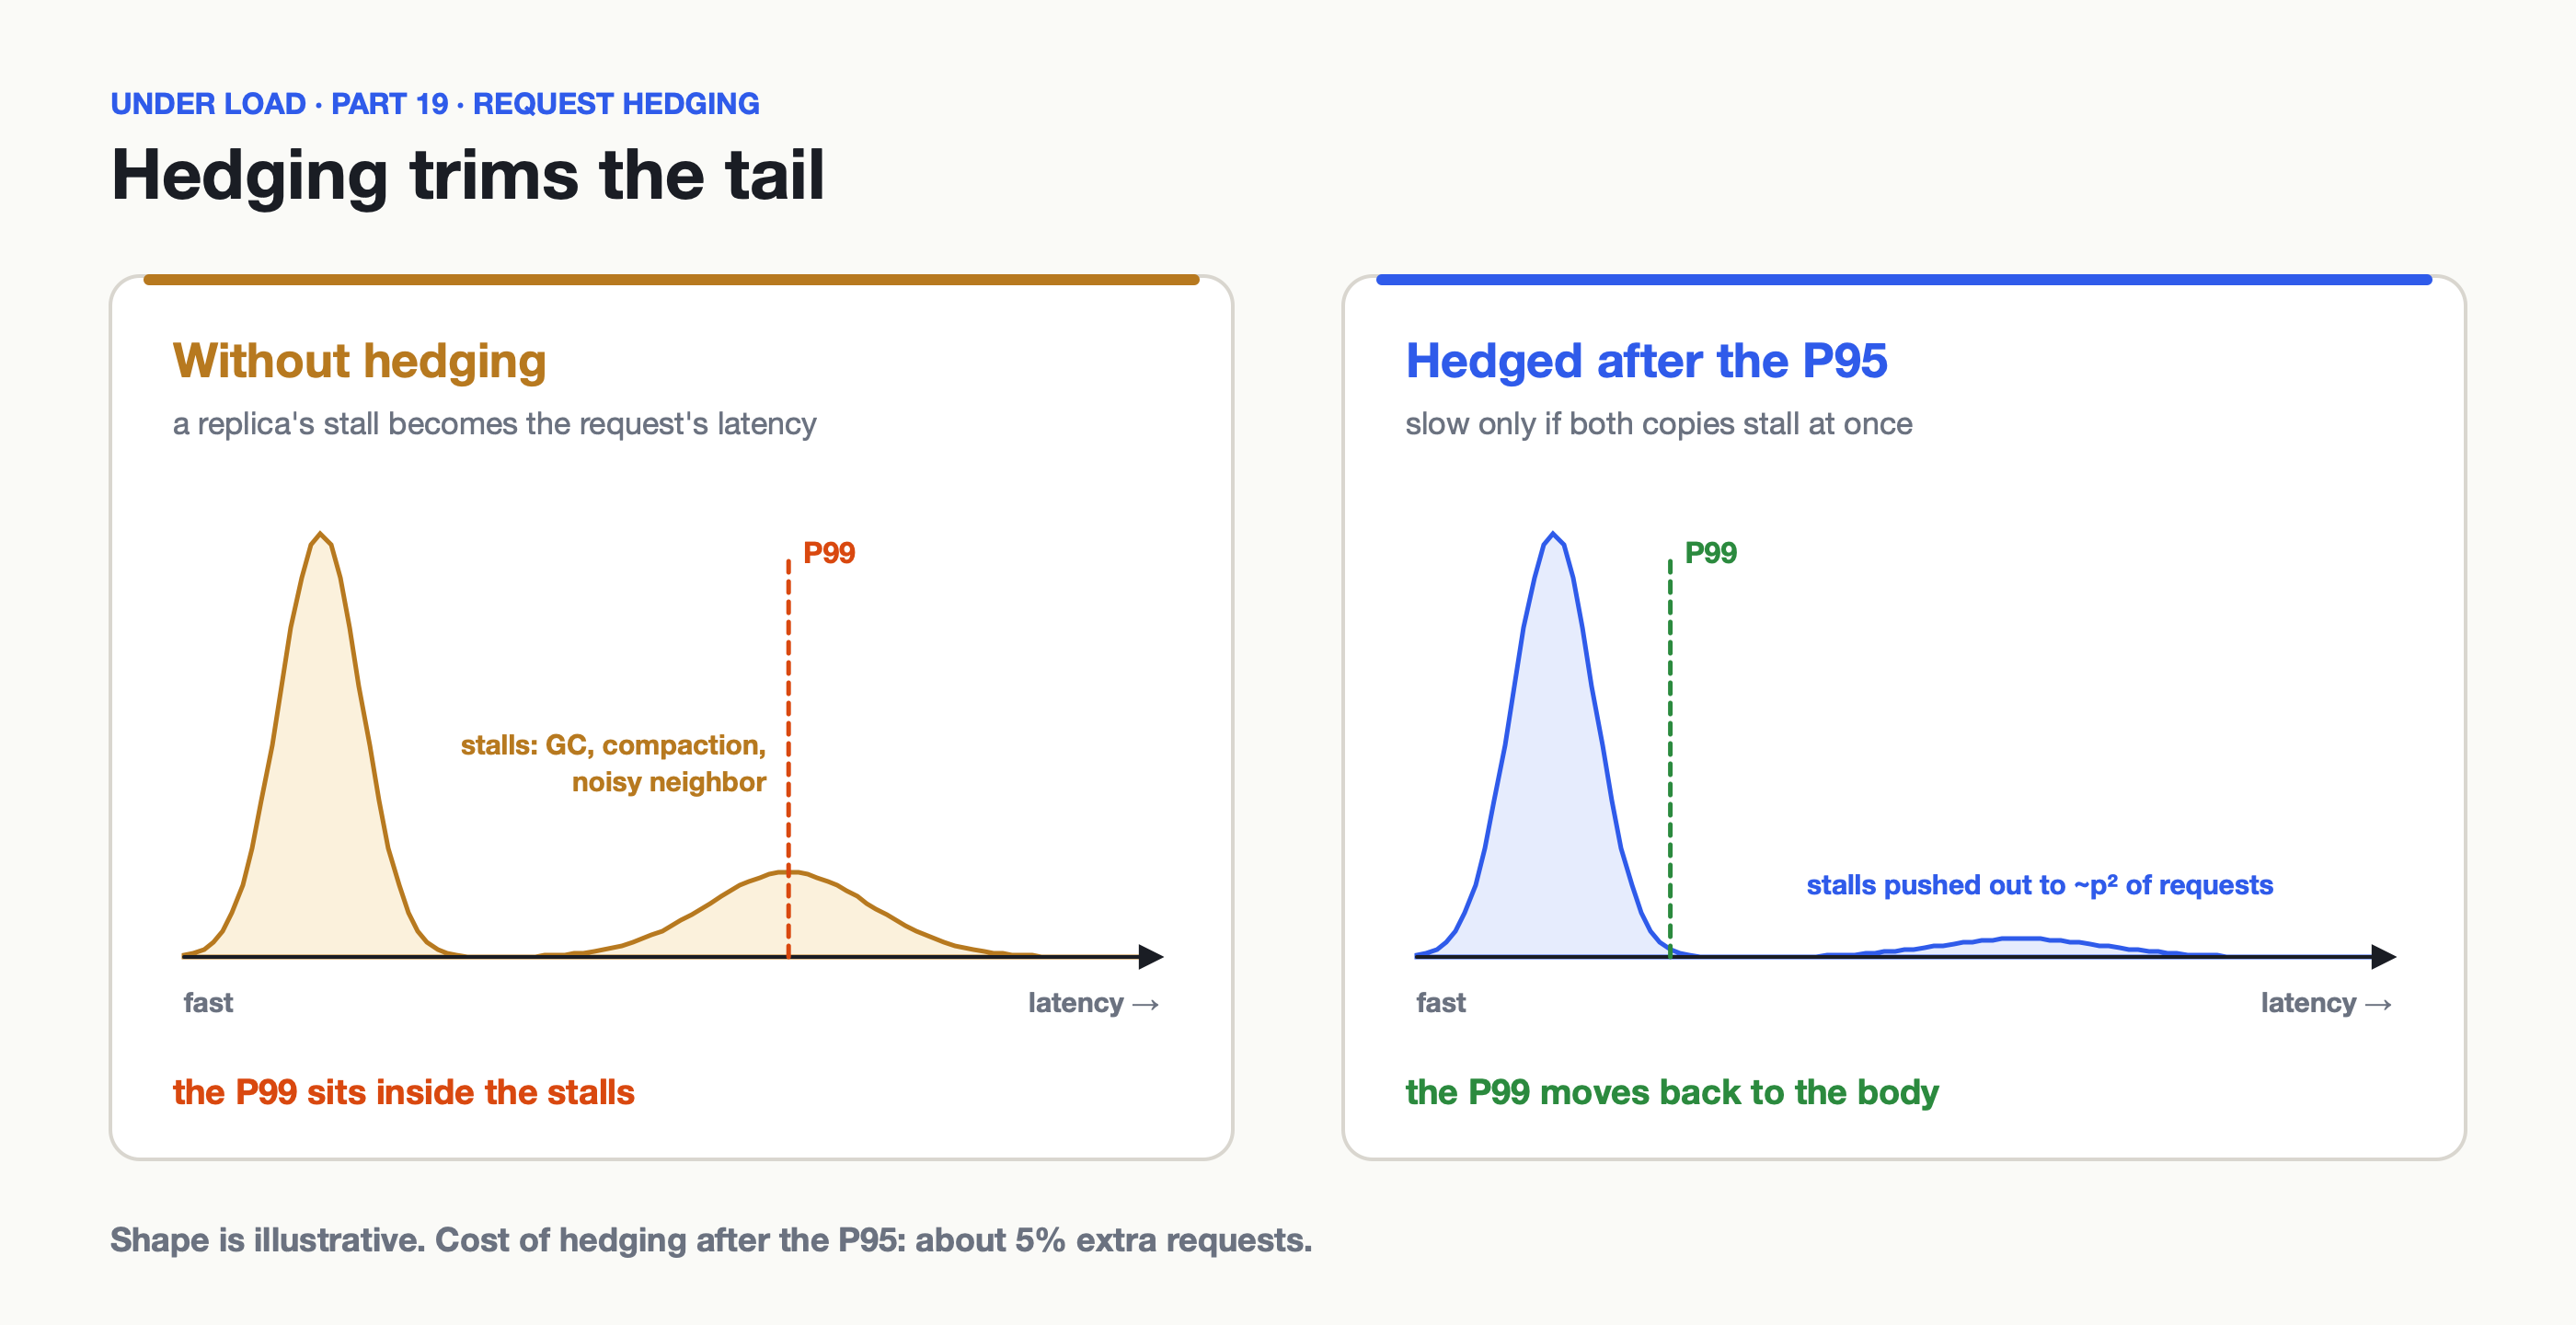 UNDER LOAD · PART 19 · REQUEST HEDGING
Hedging trims the tail
Without hedging
a replica's stall becomes the request's latency
P99
stalls: GC, compaction,
noisy neighbor
fast
latency →
the P99 sits inside the stalls
Hedged after the P95
slow only if both copies stall at once
P99
stalls pushed out to ~p² of requests
fast
latency →
the P99 moves back to the body
Shape is illustrative. Cost of hedging after the P95: about 5% extra requests.